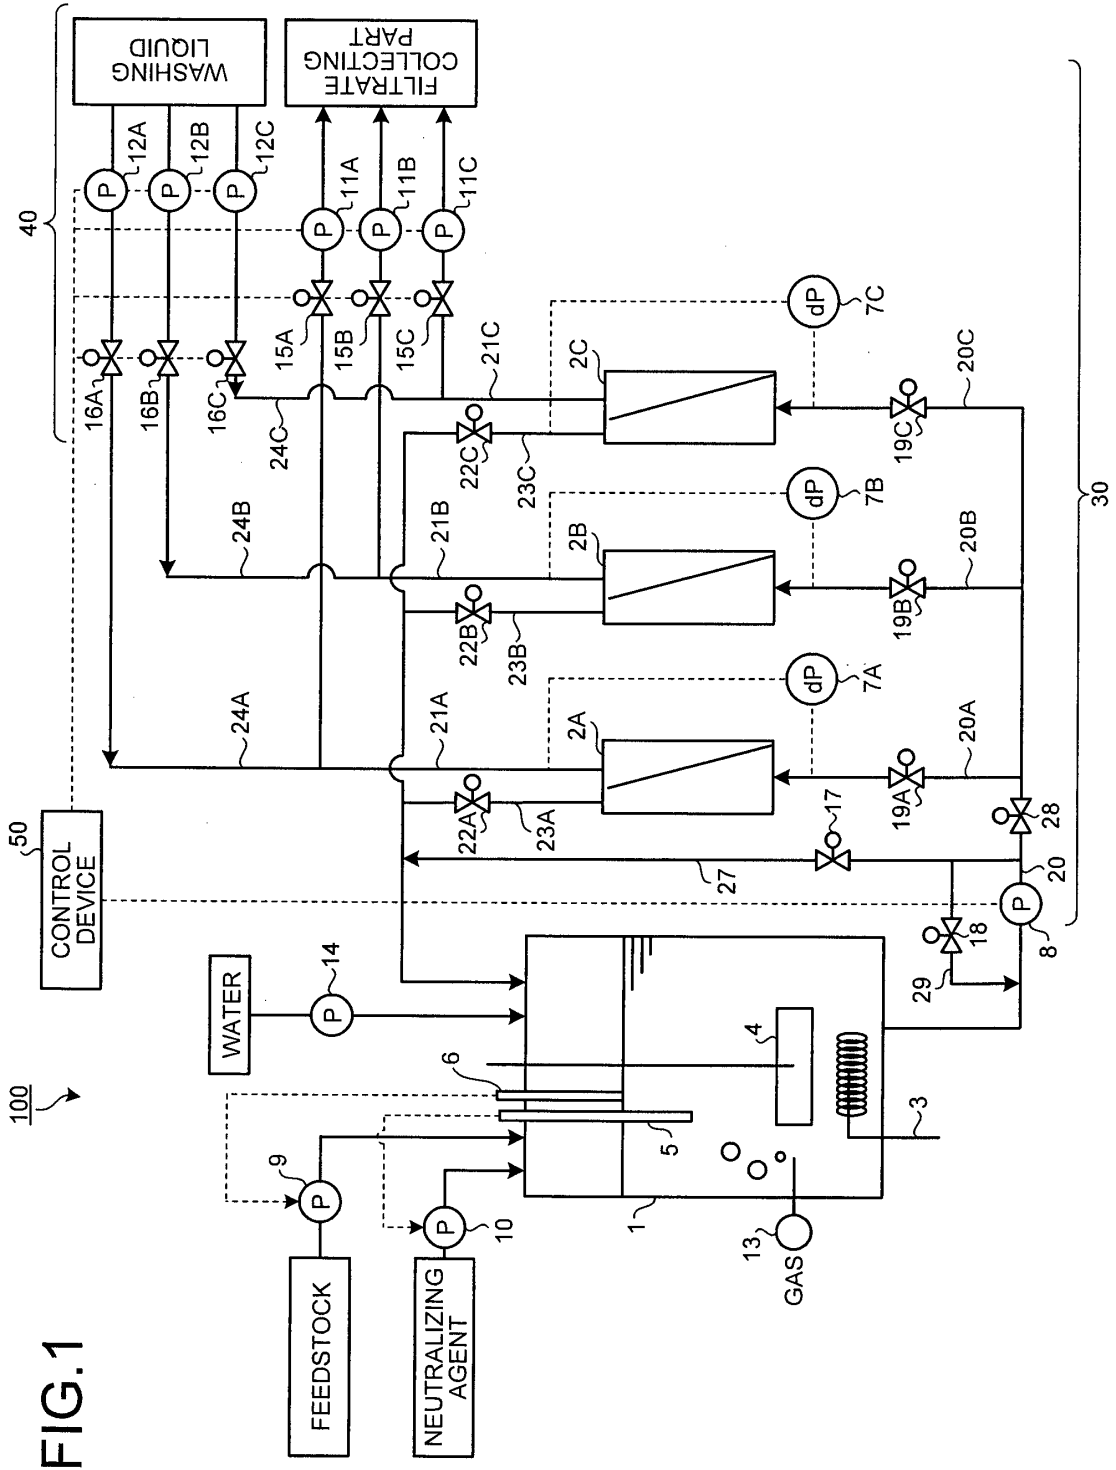 FIG.1
100
50
CONTROL
DEVICE
40
WASHING
LIQUID
FILTRATE
COLLECTING
PART
12A
12B
12C
P
P
P
11A
11B
11C
P
P
P
16A
16B
16C
15A
15B
15C
24A
24B
24C
21A
21B
21C
22A
22B
22C
23A
23B
23C
2A
2B
2C
dP
dP
dP
7A
7B
7C
19A
19B
19C
20A
20B
20C
17
27
28
20
18
29
P
8
30
WATER
P
14
FEEDSTOCK
P
9
NEUTRALIZING
AGENT
P
10
6
5
4
3
1
13
GAS